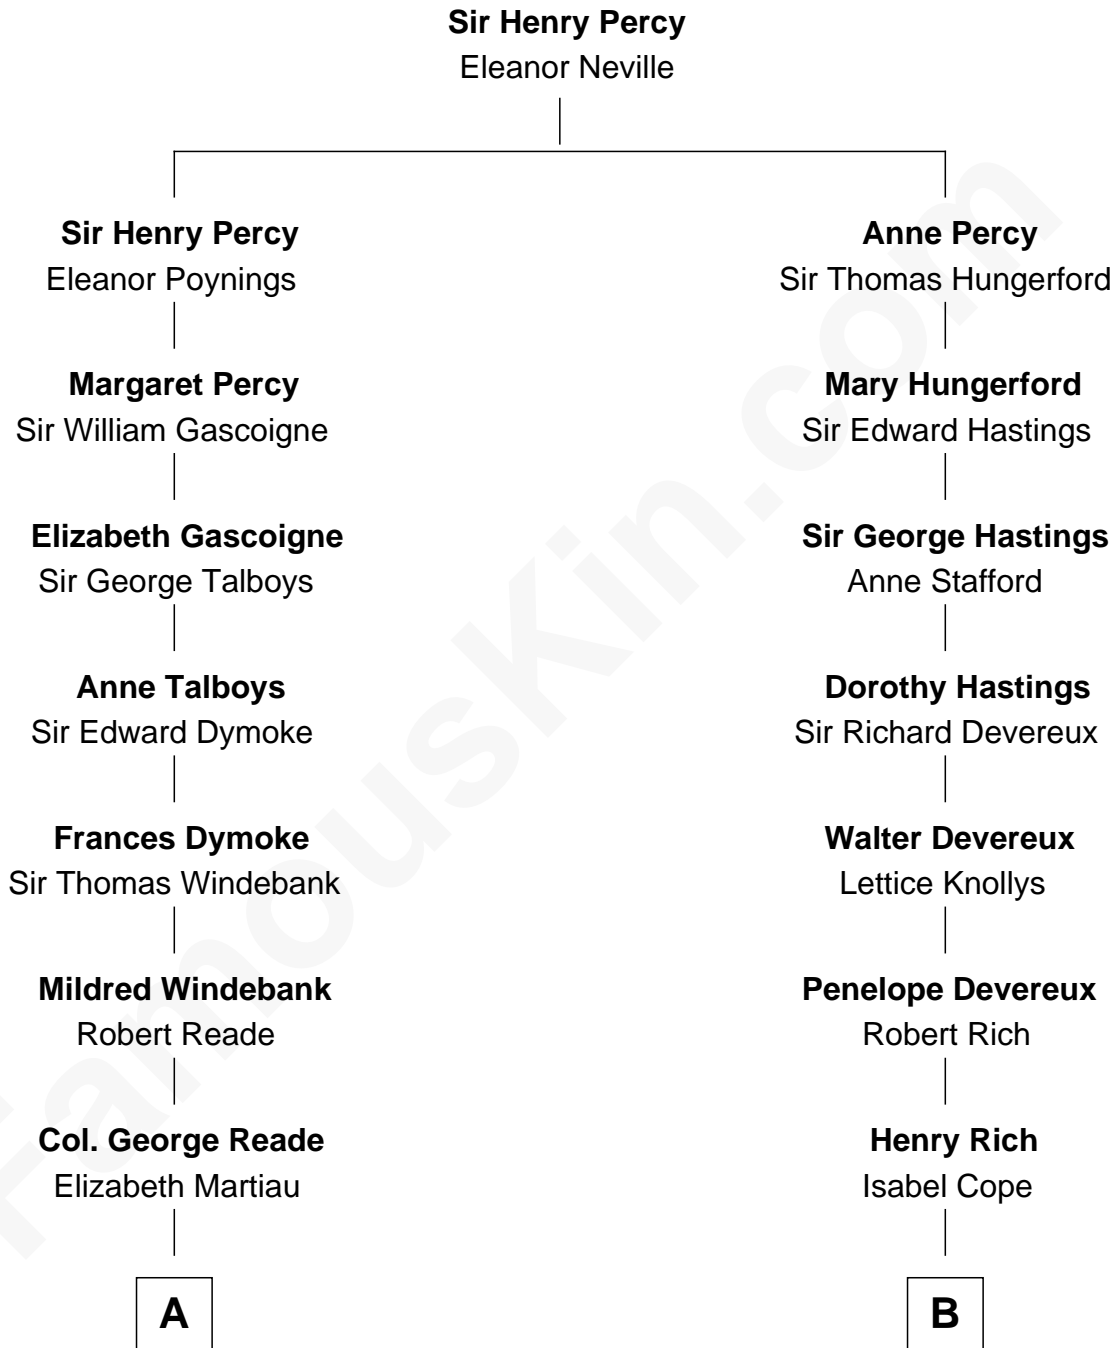 Sir Henry Percy
Eleanor Neville
Sir Henry Percy
Eleanor Poynings
Anne Percy
Sir Thomas Hungerford
Margaret Percy
Sir William Gascoigne
Mary Hungerford
Sir Edward Hastings
Elizabeth Gascoigne
Sir George Talboys
Sir George Hastings
Anne Stafford
Anne Talboys
Sir Edward Dymoke
Dorothy Hastings
Sir Richard Devereux
Frances Dymoke
Sir Thomas Windebank
Walter Devereux
Lettice Knollys
Mildred Windebank
Robert Reade
Penelope Devereux
Robert Rich
Col. George Reade
Elizabeth Martiau
Henry Rich
Isabel Cope
A
B
FamousKin.com